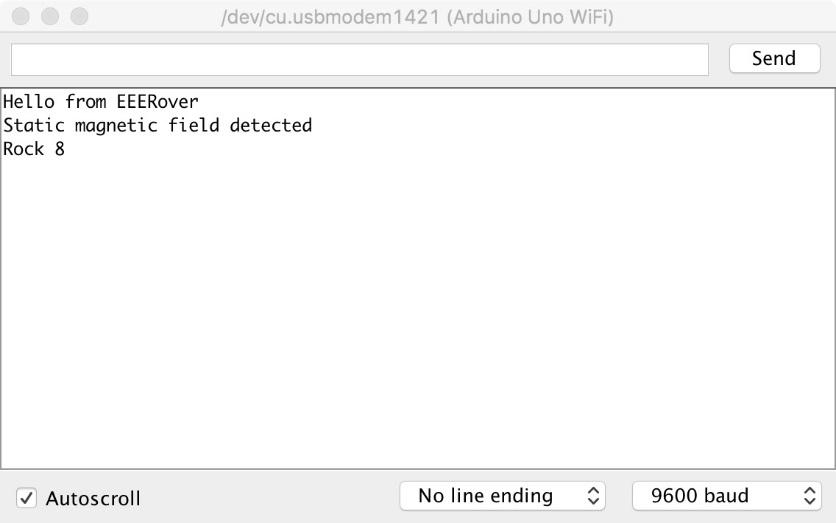 /dev/cu.usbmodem1421 (Arduino Uno WiFi)
Send
Hello from EEERover
Static magnetic field detected
Rock 8
Autoscroll
No line ending
9600 baud